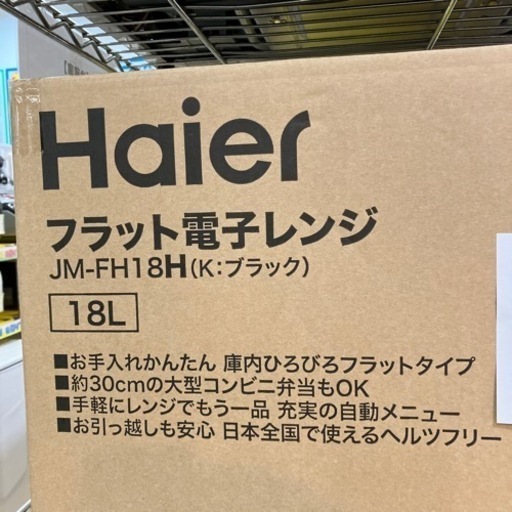 Haier
フラット電子レンジ
JM-FH18H(K:ブラック)
18L
■お手入れかんたん 庫内ひろびろフラットタイプ
■約30cmの大型コンビニ弁当もOK
■手軽にレンジでもう一品 充実の自動メニュー
■お引っ越しも安心 日本全国で使えるヘルツフリー